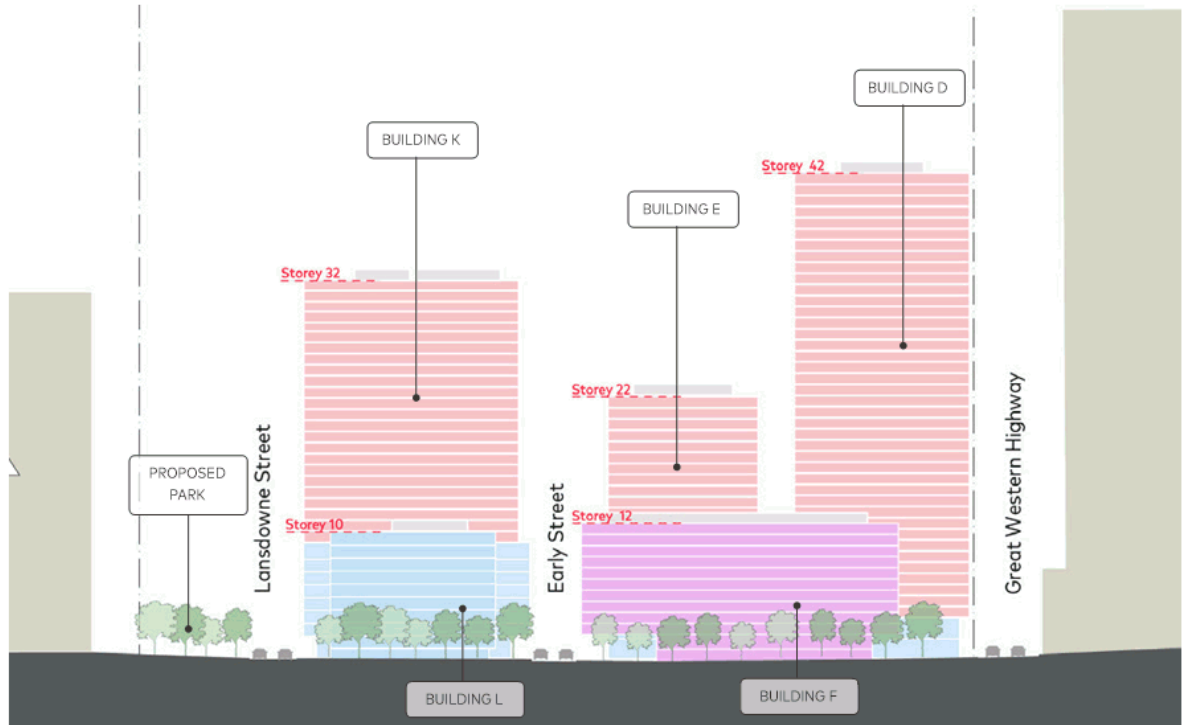 BUILDING D
BUILDING K
Storey 42
BUILDING E
Storey 32
Storey 22
Great Western Highway
Lansdowne Street
PROPOSED
PARK
Early Street
Storey 10
Storey 12
BUILDING L
BUILDING F